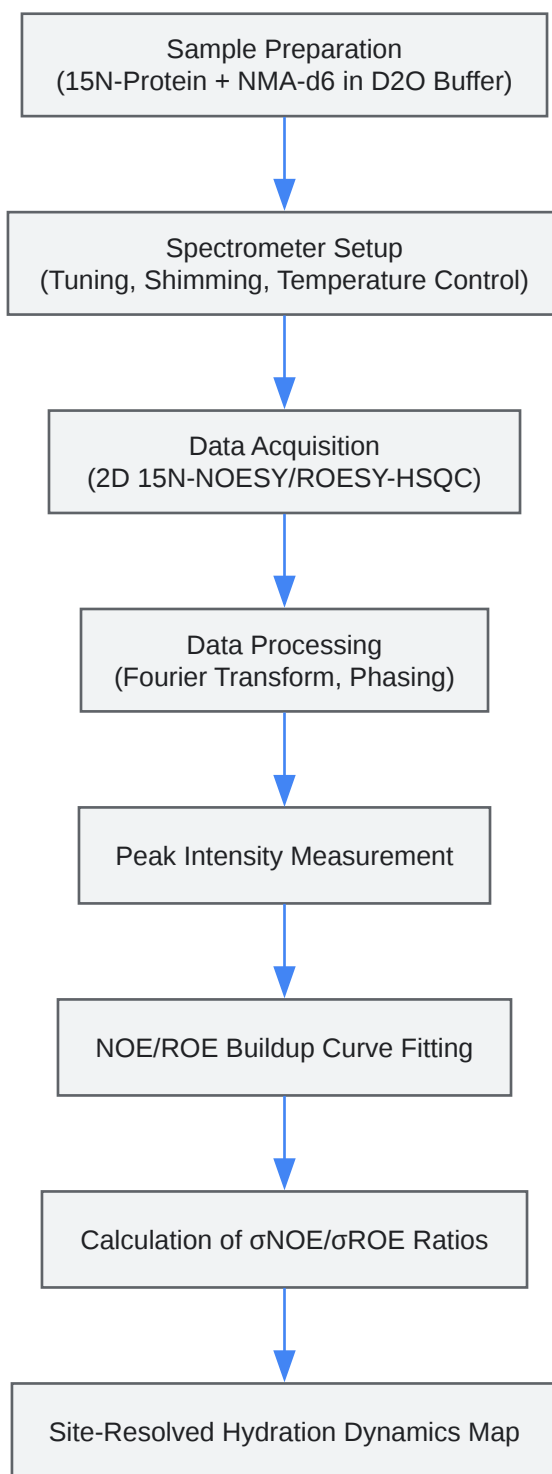 Sample Preparation
(15N-Protein + NMA-d6 in D2O Buffer)
Spectrometer Setup
(Tuning, Shimming, Temperature Control)
Data Acquisition
(2D 15N-NOESY/ROESY-HSQC)
Data Processing
(Fourier Transform, Phasing)
Peak Intensity Measurement
NOE/ROE Buildup Curve Fitting
Calculation of σNOE/σROE Ratios
Site-Resolved Hydration Dynamics Map